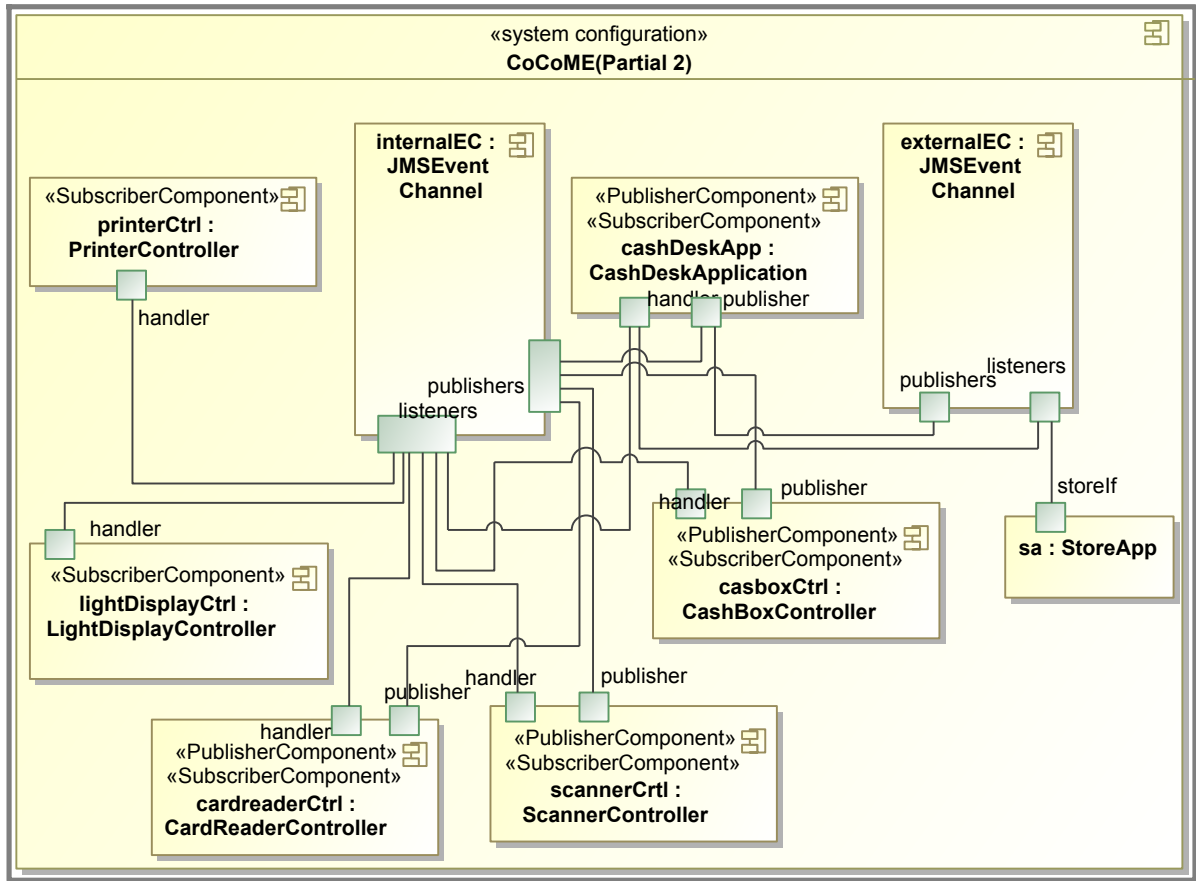 «system configuration»
CoCoME(Partial 2)
internalEC :
JMSEvent
Channel
externalEC :
JMSEvent
Channel
«SubscriberComponent»
printerCtrl :
PrinterController
handler
«PublisherComponent»
«SubscriberComponent»
cashDeskApp :
CashDeskApplication
handler
publisher
publishers
listeners
publishers
listeners
handler
«SubscriberComponent»
lightDisplayCtrl :
LightDisplayController
handler
publisher
«PublisherComponent»
«SubscriberComponent»
casboxCtrl :
CashBoxController
storeIf
sa : StoreApp
handler
publisher
«PublisherComponent»
«SubscriberComponent»
cardreaderCtrl :
CardReaderController
handler
publisher
«PublisherComponent»
«SubscriberComponent»
scannerCrtl :
ScannerController